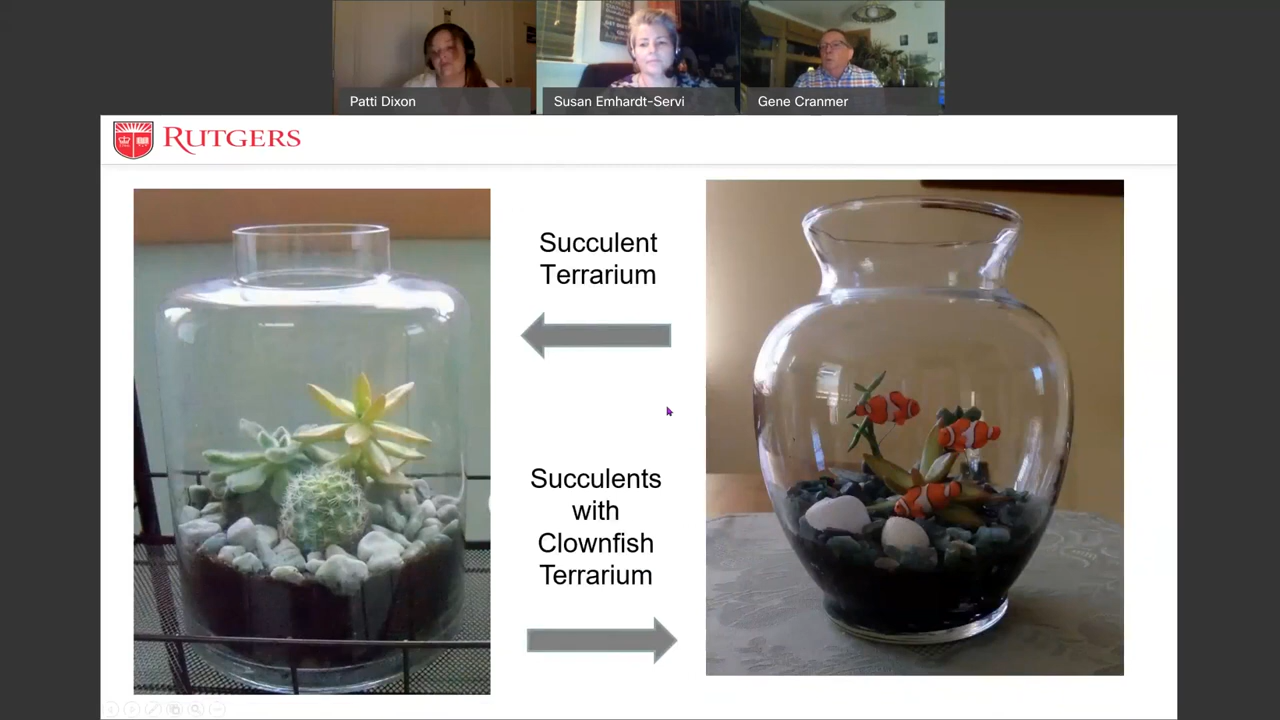 Patti Dixon
Susan Emhardt-Servi
Gene Cranmer
RUTGERS
Succulent
Terrarium
Succulents
with
Clownfish
Terrarium